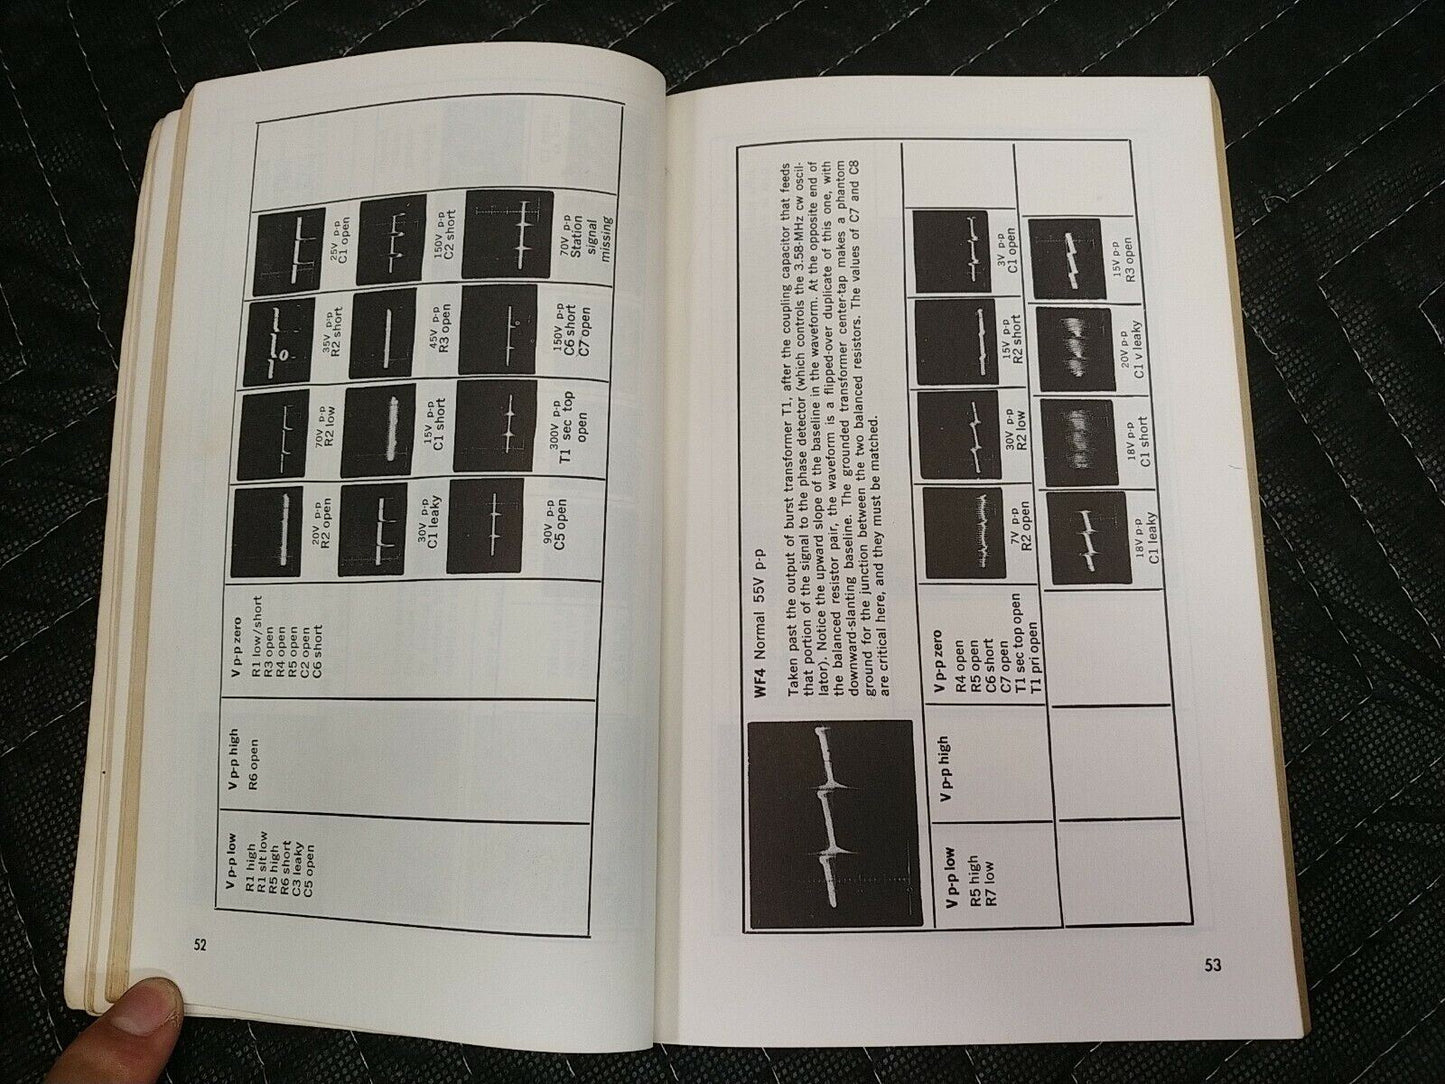 V p-p low
R1 high
R1 slt low
R5 high
R6 short
C3 leaky
C5 open
V p-p high
R6 open
V p-p zero
R1 low/short
R3 open
R4 open
R5 open
C2 open
C6 short
20V p-p
R2 open
70V p-p
R2 low
35V p-p
R2 short
25V p-p
C1 open
30V p-p
C1 leaky
15V p-p
C1 short
45V p-p
R3 open
150V p-p
C2 short
90V p-p
C5 open
300V p-p
T1 sec top
open
150V p-p
C6 short
C7 open
70V p-p
Station
signal
missing
52
WF4 Normal 55V p-p
Taken past the output of burst transformer T1, after the coupling capacitor that feeds
that portion of the signal to the phase detector (which controls the 3.58-MHz cw oscil-
lator). Notice the upward slope of the baseline in the waveform. At the opposite end of
the balanced resistor pair, the waveform is a flipped-over duplicate of this one, with
downward-slanting baseline. The grounded transformer center-tap makes a phantom
ground for the junction between the two balanced resistors. The values of C7 and C8
are critical here, and they must be matched.
V p-p low
R5 high
R7 low
V p-p high
V p-p zero
R4 open
R5 open
C6 short
C7 open
T1 sec top open
T1 pri open
7V p-p
R2 open
30V p-p
R2 low
15V p-p
R2 short
3V p-p
C1 open
18V p-p
C1 leaky
18V p-p
C1 short
20V p-p
C1 v leaky
15V p-p
R3 open
53